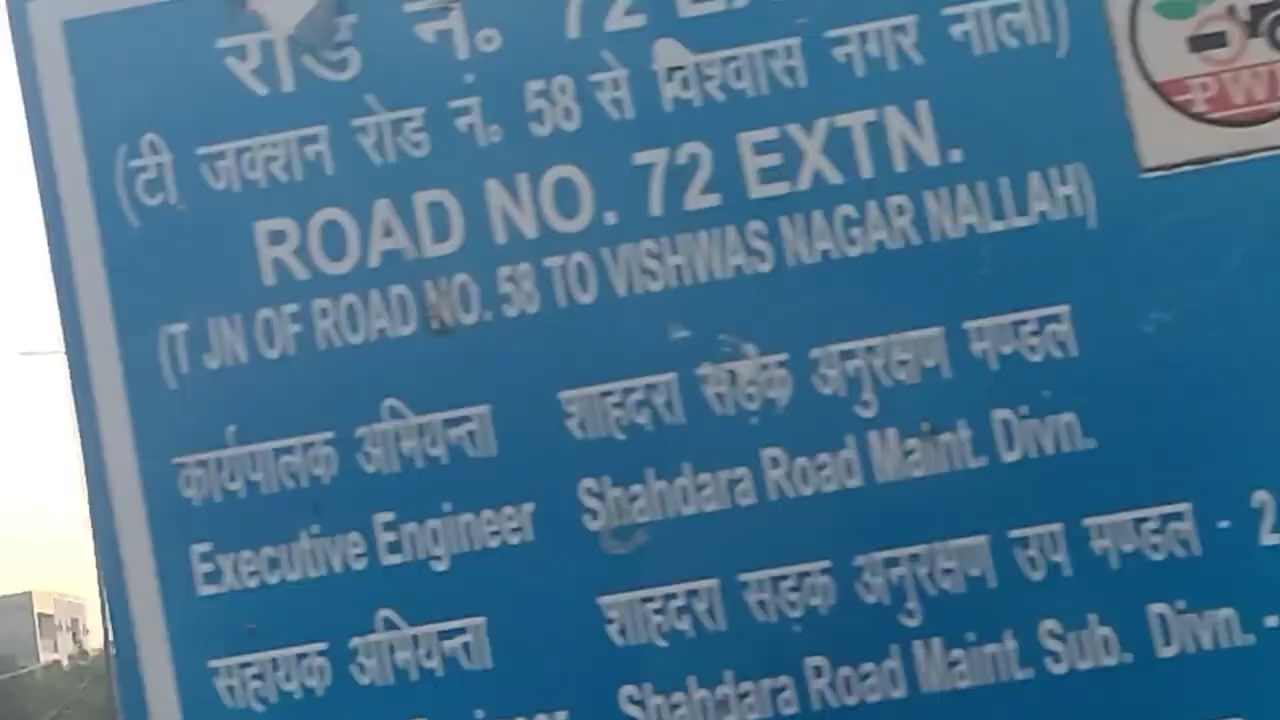 रोड नं. 72
(टी जक्शन रोड नं. 58 से विश्वास नगर नाला)
ROAD NO. 72 EXTN.
(T JN OF ROAD NO. 58 TO VISHWAS NAGAR NALLAH)
कार्यपालक अभियन्ता शाहदरा सड़क अनुरक्षण मण्डल
Executive Engineer Shahdara Road Maint. Divn.
सहायक अभियन्ता शाहदरा सड़क अनुरक्षण उप मण्डल - 2
Shahdara Road Maint. Sub. Divn. -